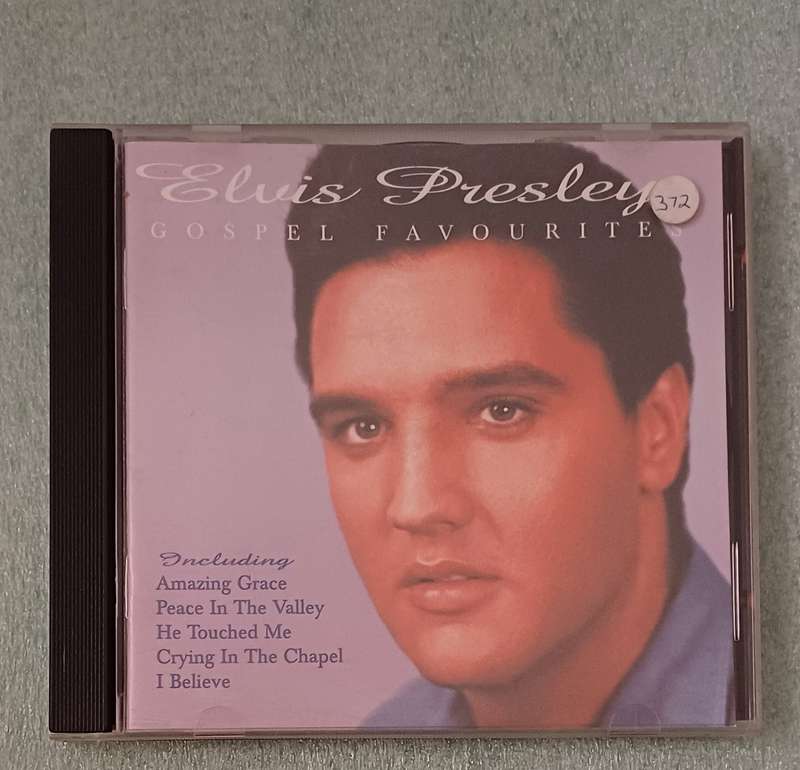 Elvis Presley
372
GOSPEL FAVOURITES
Including
Amazing Grace
Peace In The Valley
He Touched Me
Crying In The Chapel
I Believe